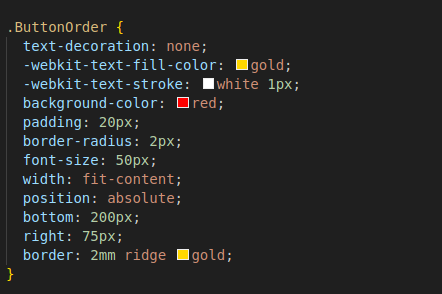 .ButtonOrder {
text-decoration: none;
-webkit-text-fill-color: gold;
-webkit-text-stroke: white 1px;
background-color: red;
padding: 20px;
border-radius: 2px;
font-size: 50px;
width: fit-content;
position: absolute;
bottom: 200px;
right: 75px;
border: 2mm ridge gold;
}